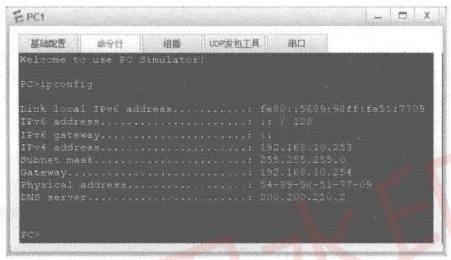 PC1
基础配置 命令行 组播 UDP发包工具 串口
Welcome to use PC Simulator!
PC>ipconfig
Link local IPv6 address...........: fe80::5689:98ff:fe51:7709
IPv6 address......................: :: / 128
IPv6 gateway......................: ::
IPv4 address......................: 192.168.10.253
Subnet mask.......................: 255.255.255.0
Gateway...........................: 192.168.10.254
Physical address..................: 54-89-98-51-77-09
DNS server........................: 200.200.220.2
PC>